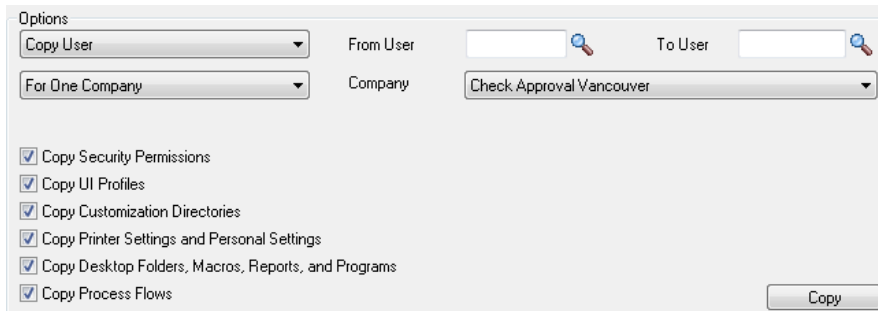 Options
Copy User From User To User
For One Company Company Check Approval Vancouver
Copy Security Permissions
Copy UI Profiles
Copy Customization Directories
Copy Printer Settings and Personal Settings
Copy Desktop Folders, Macros, Reports, and Programs
Copy Process Flows
Copy